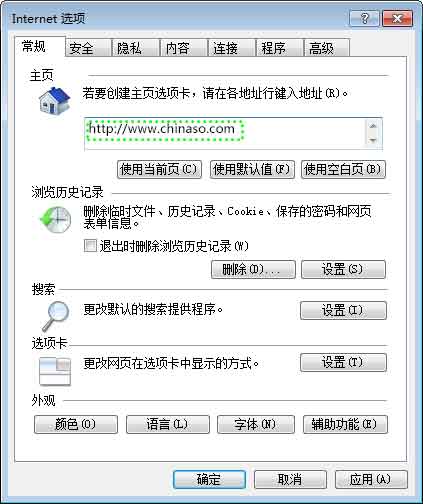 Internet 选项
常规 安全 隐私 内容 连接 程序 高级
主页
若要创建主页选项卡，请在各地址行键入地址(R)。
http://www.chinaso.com
使用当前页(C) 使用默认值(F) 使用空白页(B)
浏览历史记录
删除临时文件、历史记录、Cookie、保存的密码和网页
表单信息。
退出时删除浏览历史记录(W)
删除(D)... 设置(S)
搜索
更改默认的搜索提供程序。 设置(I)
选项卡
更改网页在选项卡中显示的方式。 设置(T)
外观
颜色(O) 语言(L) 字体(N) 辅助功能(E)
确定 取消 应用(A)